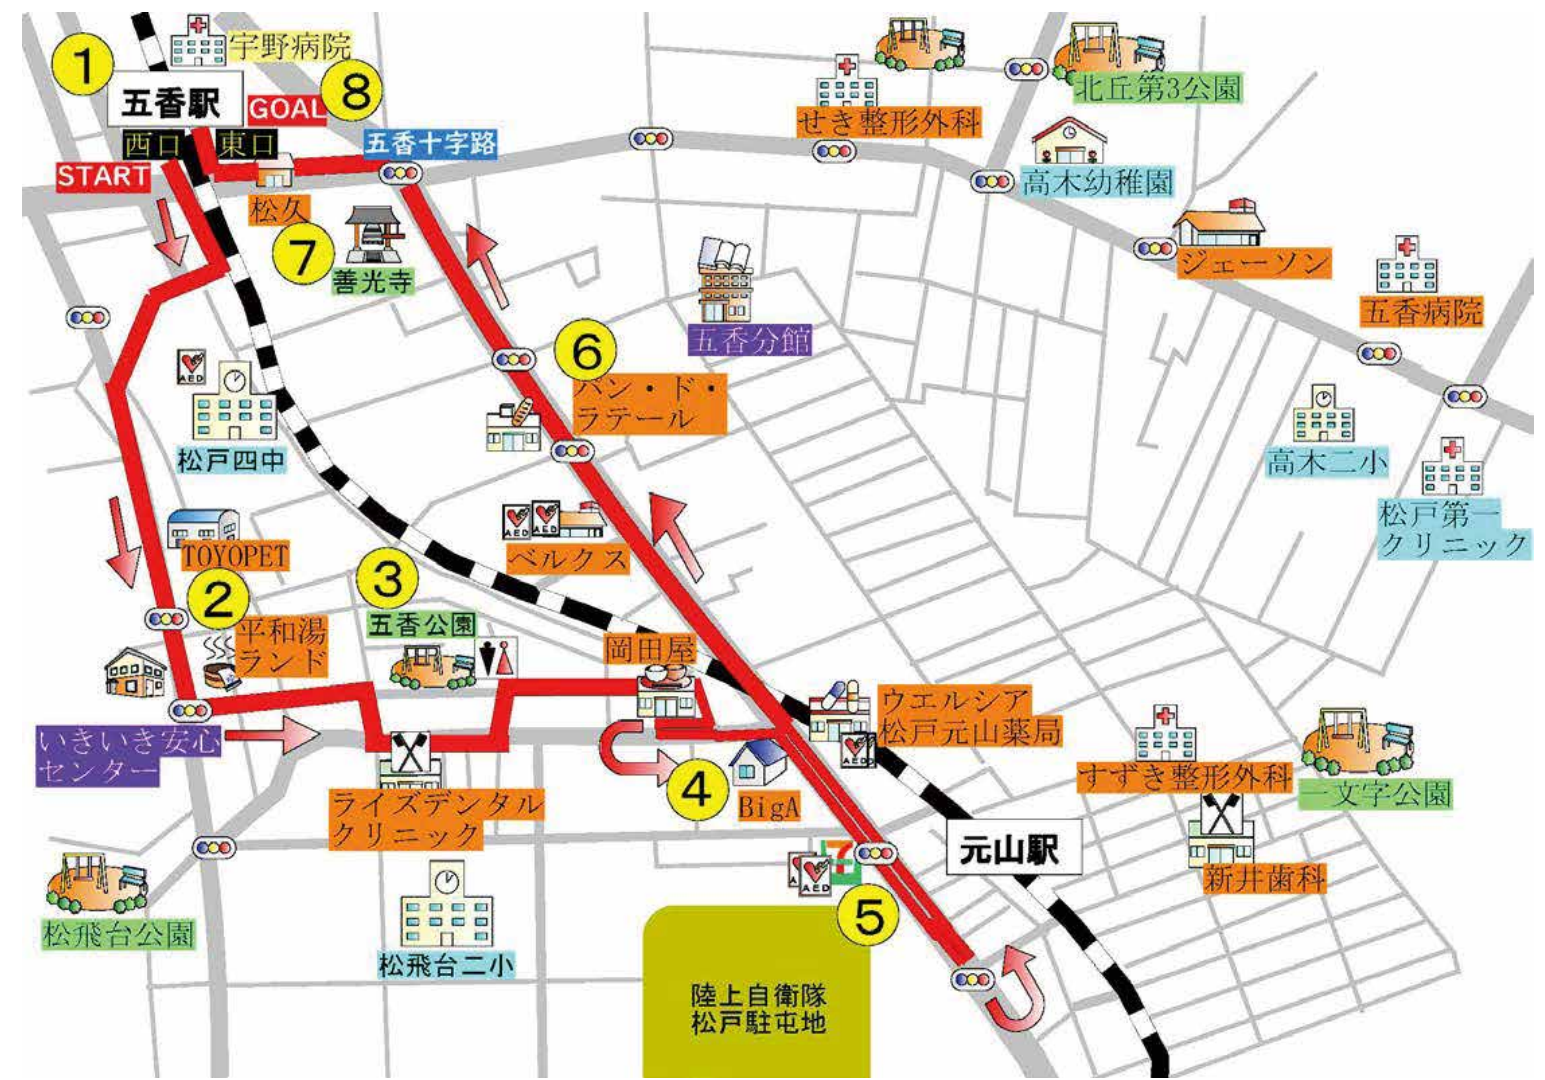 1
宇野病院
五香駅
GOAL
8
西口
東口
START
五香十字路
松久
7
善光寺
せき整形外科
北丘第3公園
高木幼稚園
ジェーソン
五香病院
五香分館
6
パン・ド・
ラテール
AED
松戸四中
高木二小
松戸第一
クリニック
TOYOPET
AED
AED
ベルクス
2
3
平和湯
ランド
五香公園
岡田屋
いきいき安心
センター
ウエルシア
松戸元山薬局
AED
すずき整形外科
一文字公園
4
BigA
ライズデンタル
クリニック
元山駅
新井歯科
7
AED
5
松飛台公園
松飛台二小
陸上自衛隊
松戸駐屯地